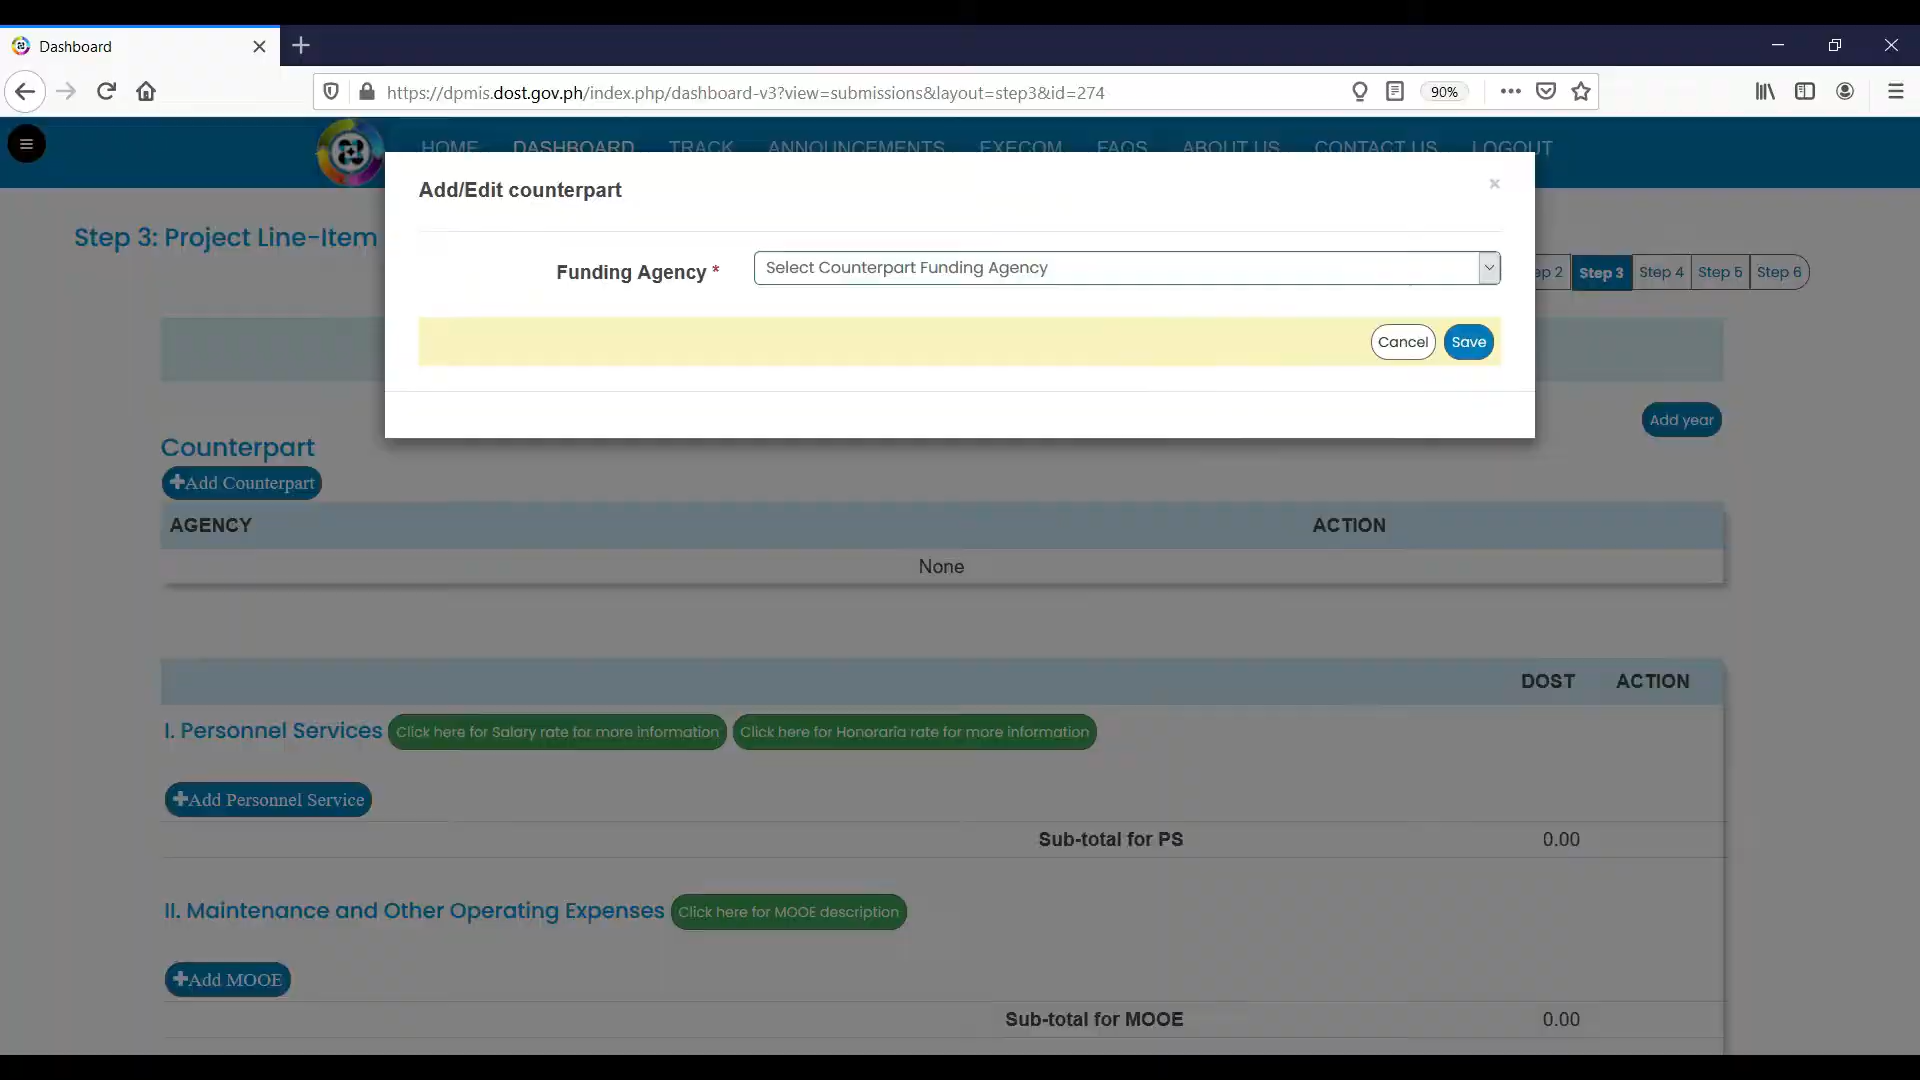 Dashboard
https://dpmis.dost.gov.ph/index.php/dashboard-v3?view=submissions&layout=step3&id=274
90%
HOME DASHBOARD TRACK ANNOUNCEMENTS EXECOM FAQS ABOUT US CONTACT US LOGOUT
Add/Edit counterpart
×
Step 3: Project Line-Item
Funding Agency *
Select Counterpart Funding Agency
ep 2 Step 3 Step 4 Step 5 Step 6
Cancel Save
Add year
Counterpart
+Add Counterpart
AGENCY ACTION
None
DOST ACTION
I. Personnel Services Click here for Salary rate for more information Click here for Honoraria rate for more information
+Add Personnel Service
Sub-total for PS 0.00
II. Maintenance and Other Operating Expenses Click here for MOOE description
+Add MOOE
Sub-total for MOOE 0.00